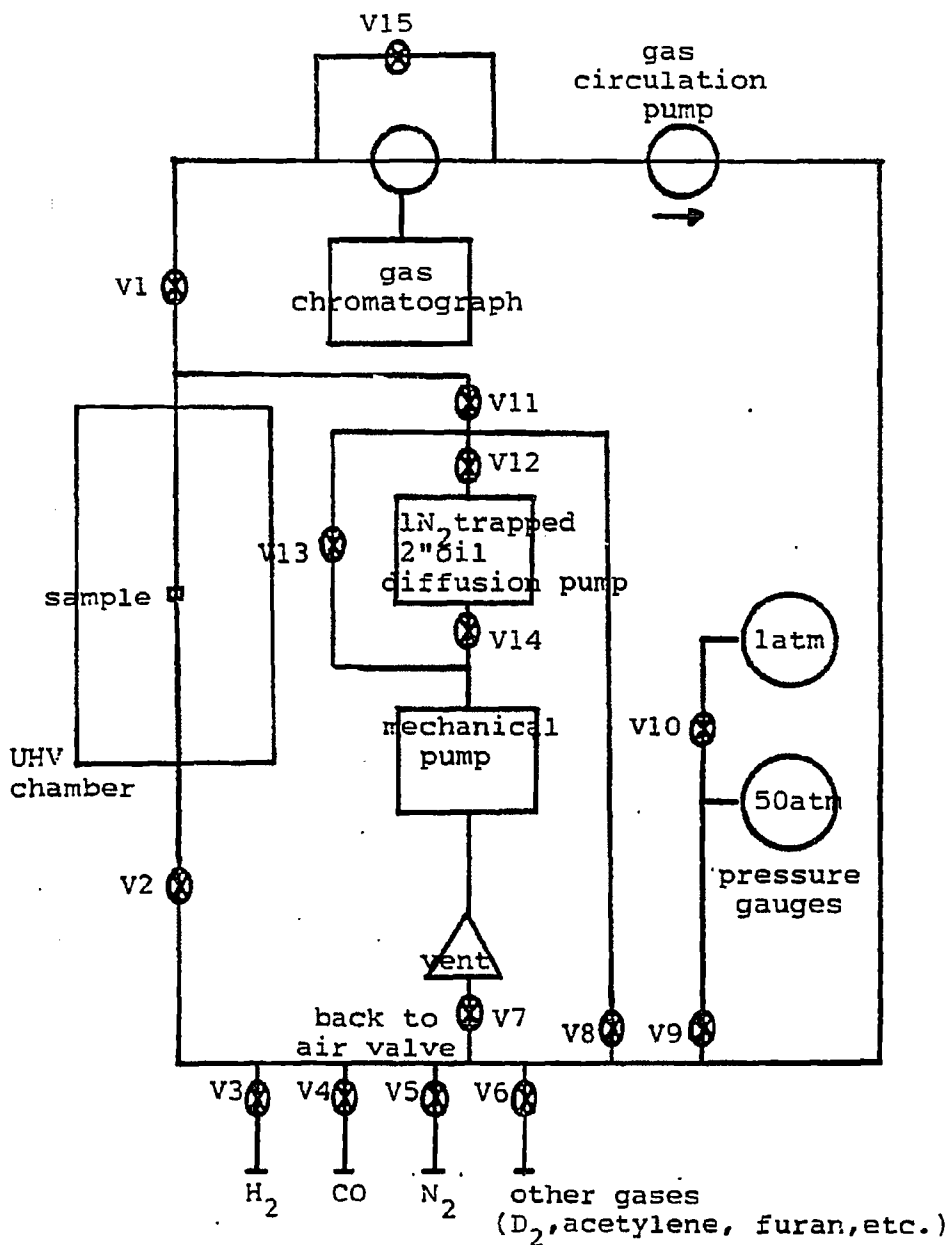 V15
gas
circulation
pump
V1
gas
chromatograph
V11
V12
lN2 trapped
2"oil
diffusion pump
V13
sample
V14
1atm
mechanical
pump
V10
UHV
chamber
50atm
V2
pressure
gauges
vent
back to
air valve
V7
V8
V9
V3
V4
V5
V6
H2
CO
N2
other gases
(D2,acetylene, furan,etc.)